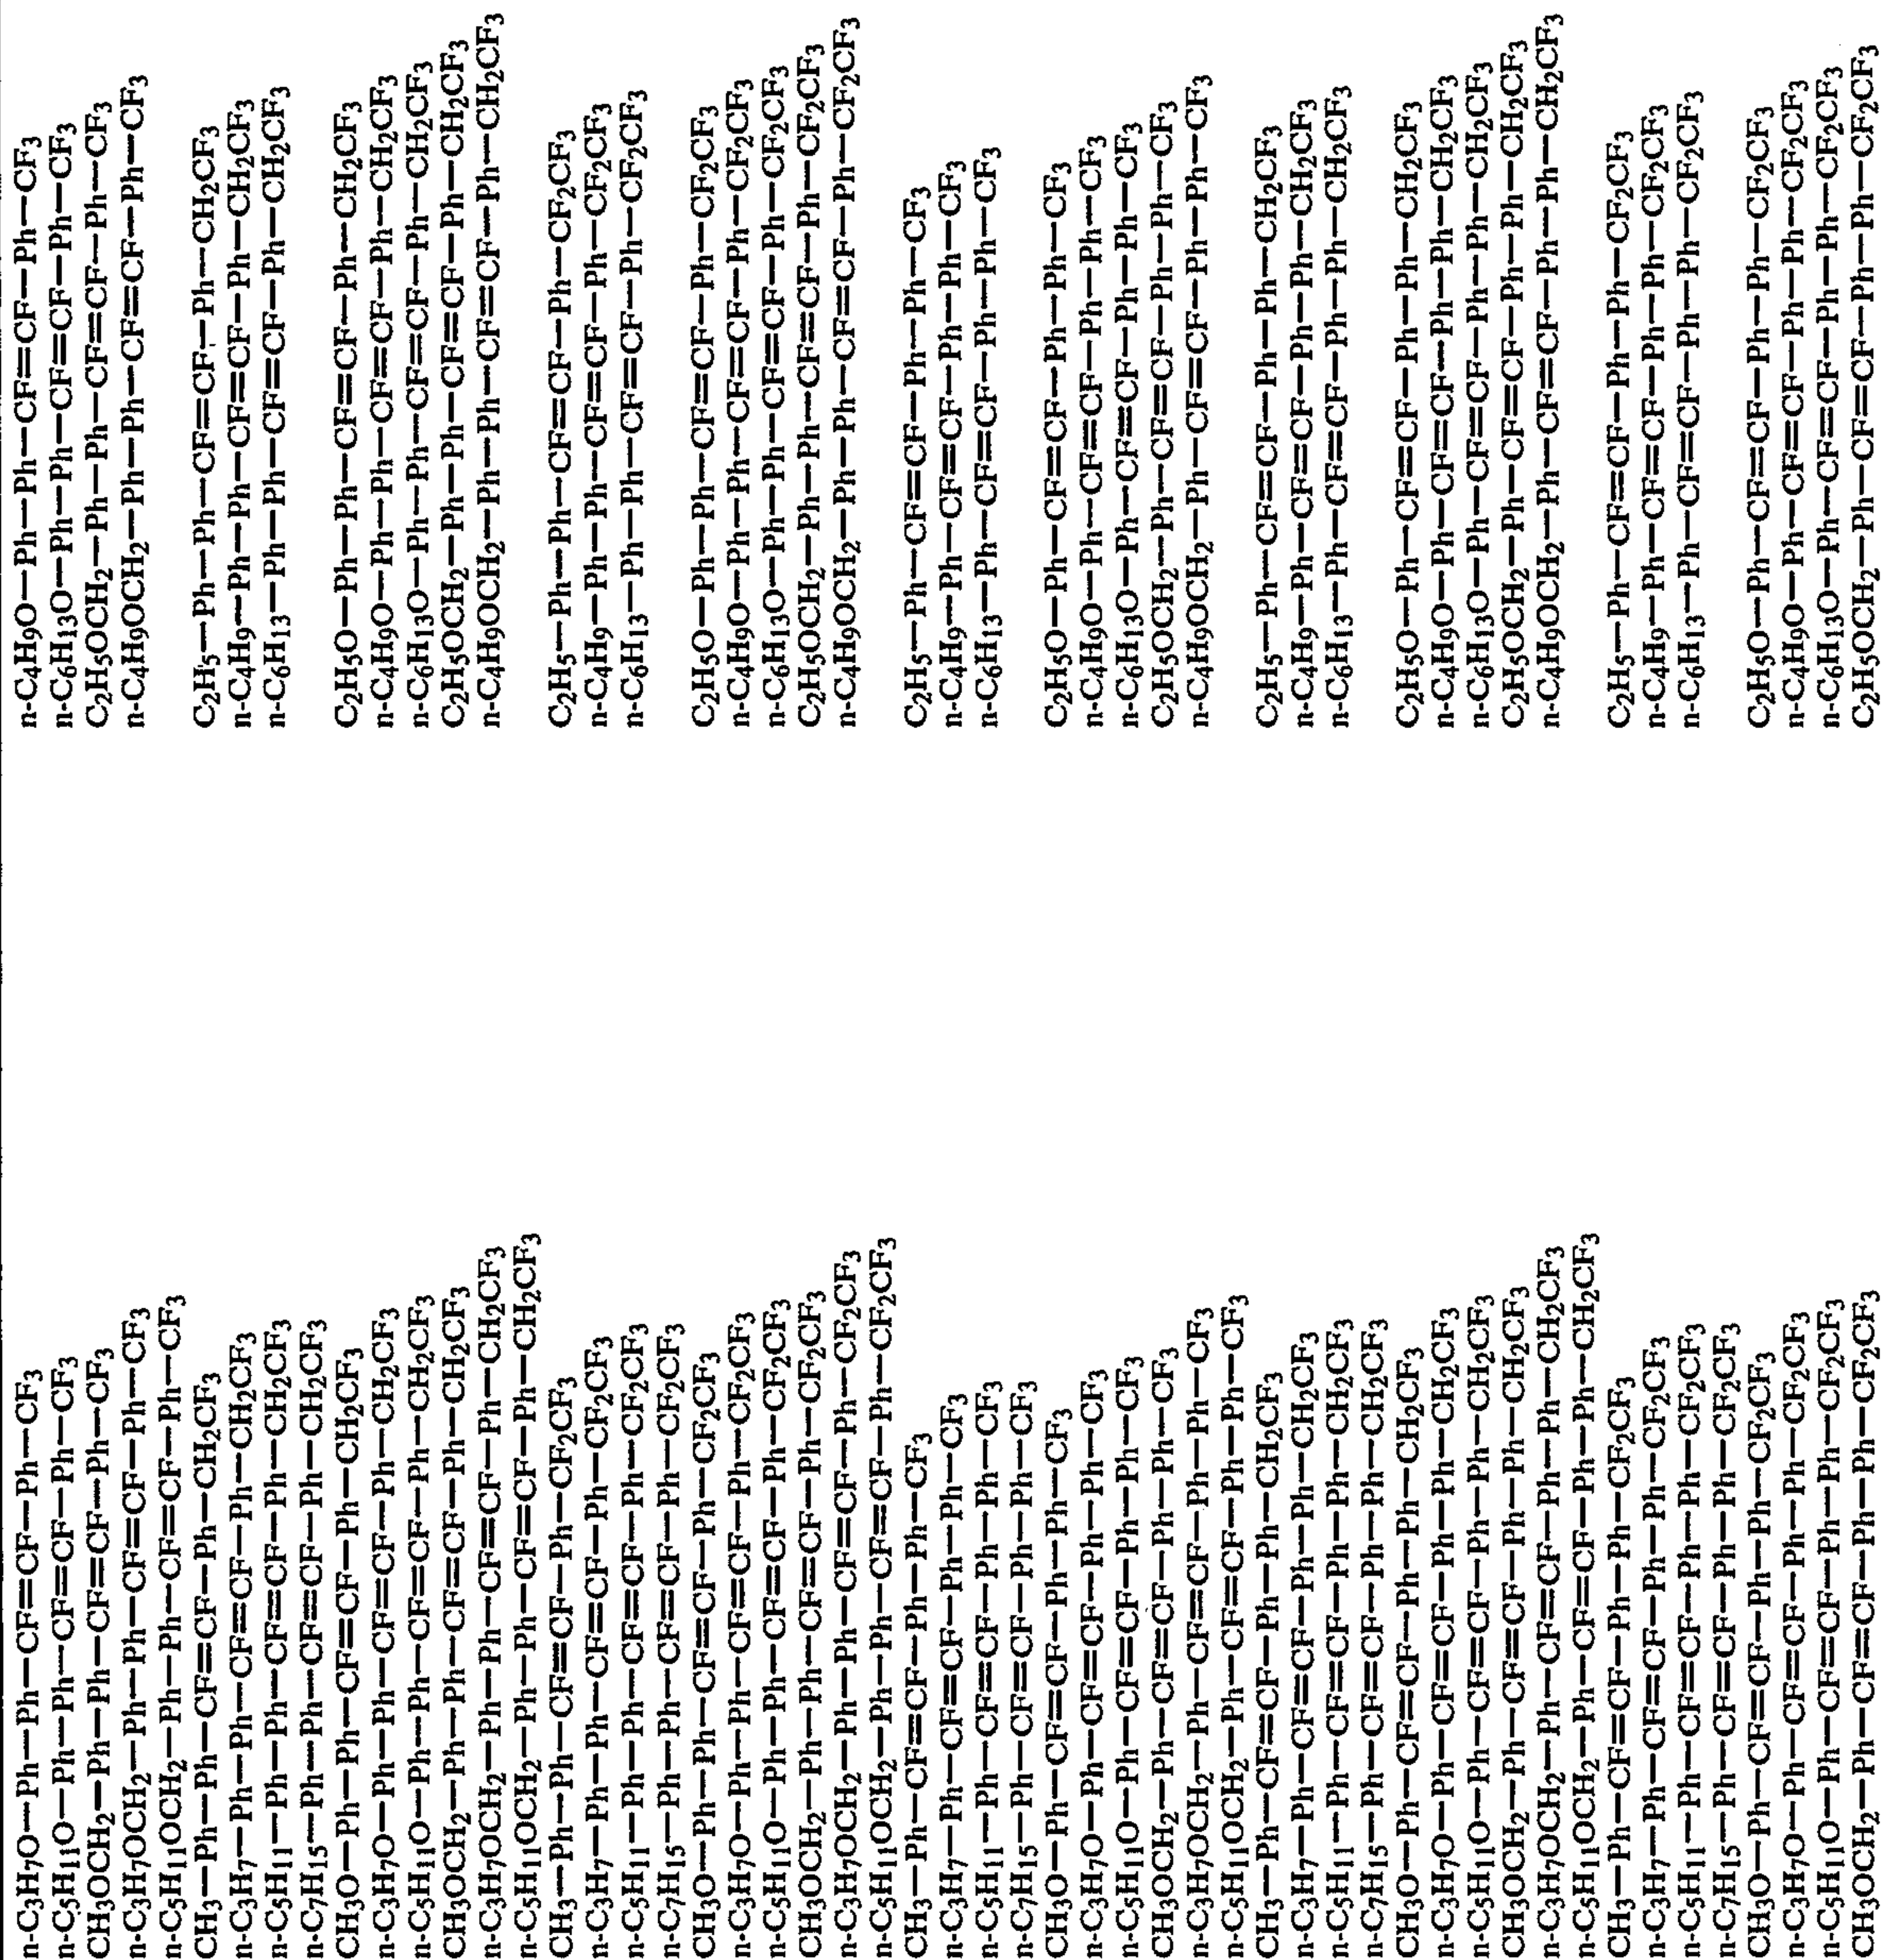 n-C₃H₇O—Ph—Ph—CF=CF—Ph—CF₃
n-C₅H₁₁O—Ph—Ph—CF=CF—Ph—CF₃
CH₃OCH₂—Ph—Ph—CF=CF—Ph—CF₃
n-C₃H₇OCH₂—Ph—Ph—CF=CF—Ph—CF₃
n-C₅H₁₁OCH₂—Ph—Ph—CF=CF—Ph—CF₃
CH₃—Ph—Ph—CF=CF—Ph—CH₂CF₃
n-C₃H₇—Ph—Ph—CF=CF—Ph—CH₂CF₃
n-C₅H₁₁—Ph—Ph—CF=CF—Ph—CH₂CF₃
n-C₇H₁₅—Ph—Ph—CF=CF—Ph—CH₂CF₃
CH₃O—Ph—Ph—CF=CF—Ph—CH₂CF₃
n-C₃H₇O—Ph—Ph—CF=CF—Ph—CH₂CF₃
n-C₅H₁₁O—Ph—Ph—CF=CF—Ph—CH₂CF₃
CH₃OCH₂—Ph—Ph—CF=CF—Ph—CH₂CF₃
n-C₃H₇OCH₂—Ph—Ph—CF=CF—Ph—CH₂CF₃
n-C₅H₁₁OCH₂—Ph—Ph—CF=CF—Ph—CH₂CF₃
CH₃—Ph—Ph—CF=CF—Ph—CF₂CF₃
n-C₃H₇—Ph—Ph—CF=CF—Ph—CF₂CF₃
n-C₅H₁₁—Ph—Ph—CF=CF—Ph—CF₂CF₃
n-C₇H₁₅—Ph—Ph—CF=CF—Ph—CF₂CF₃
CH₃O—Ph—Ph—CF=CF—Ph—CF₂CF₃
n-C₃H₇O—Ph—Ph—CF=CF—Ph—CF₂CF₃
n-C₅H₁₁O—Ph—Ph—CF=CF—Ph—CF₂CF₃
CH₃OCH₂—Ph—Ph—CF=CF—Ph—CF₂CF₃
n-C₃H₇OCH₂—Ph—Ph—CF=CF—Ph—CF₂CF₃
n-C₅H₁₁OCH₂—Ph—Ph—CF=CF—Ph—CF₂CF₃
CH₃—Ph—CF=CF—Ph—Ph—CF₃
n-C₃H₇—Ph—CF=CF—Ph—Ph—CF₃
n-C₅H₁₁—Ph—CF=CF—Ph—Ph—CF₃
n-C₇H₁₅—Ph—CF=CF—Ph—Ph—CF₃
CH₃O—Ph—CF=CF—Ph—Ph—CF₃
n-C₃H₇O—Ph—CF=CF—Ph—Ph—CF₃
n-C₅H₁₁O—Ph—CF=CF—Ph—Ph—CF₃
CH₃OCH₂—Ph—CF=CF—Ph—Ph—CF₃
n-C₃H₇OCH₂—Ph—CF=CF—Ph—Ph—CF₃
n-C₅H₁₁OCH₂—Ph—CF=CF—Ph—Ph—CF₃
CH₃—Ph—CF=CF—Ph—Ph—CH₂CF₃
n-C₃H₇—Ph—CF=CF—Ph—Ph—CH₂CF₃
n-C₅H₁₁—Ph—CF=CF—Ph—Ph—CH₂CF₃
n-C₇H₁₅—Ph—CF=CF—Ph—Ph—CH₂CF₃
CH₃O—Ph—CF=CF—Ph—Ph—CH₂CF₃
n-C₃H₇O—Ph—CF=CF—Ph—Ph—CH₂CF₃
n-C₅H₁₁O—Ph—CF=CF—Ph—Ph—CH₂CF₃
CH₃OCH₂—Ph—CF=CF—Ph—Ph—CH₂CF₃
n-C₃H₇OCH₂—Ph—CF=CF—Ph—Ph—CH₂CF₃
n-C₅H₁₁OCH₂—Ph—CF=CF—Ph—Ph—CH₂CF₃
CH₃—Ph—CF=CF—Ph—Ph—CF₂CF₃
n-C₃H₇—Ph—CF=CF—Ph—Ph—CF₂CF₃
n-C₅H₁₁—Ph—CF=CF—Ph—Ph—CF₂CF₃
n-C₇H₁₅—Ph—CF=CF—Ph—Ph—CF₂CF₃
CH₃O—Ph—CF=CF—Ph—Ph—CF₂CF₃
n-C₃H₇O—Ph—CF=CF—Ph—Ph—CF₂CF₃
n-C₅H₁₁O—Ph—CF=CF—Ph—Ph—CF₂CF₃
CH₃OCH₂—Ph—CF=CF—Ph—Ph—CF₂CF₃
n-C₄H₉O—Ph—Ph—CF=CF—Ph—CF₃
n-C₆H₁₃O—Ph—Ph—CF=CF—Ph—CF₃
C₂H₅OCH₂—Ph—Ph—CF=CF—Ph—CF₃
n-C₄H₉OCH₂—Ph—Ph—CF=CF—Ph—CF₃
C₂H₅—Ph—Ph—CF=CF—Ph—CH₂CF₃
n-C₄H₉—Ph—Ph—CF=CF—Ph—CH₂CF₃
n-C₆H₁₃—Ph—Ph—CF=CF—Ph—CH₂CF₃
C₂H₅O—Ph—Ph—CF=CF—Ph—CH₂CF₃
n-C₄H₉O—Ph—Ph—CF=CF—Ph—CH₂CF₃
n-C₆H₁₃O—Ph—Ph—CF=CF—Ph—CH₂CF₃
C₂H₅OCH₂—Ph—Ph—CF=CF—Ph—CH₂CF₃
n-C₄H₉OCH₂—Ph—Ph—CF=CF—Ph—CH₂CF₃
C₂H₅—Ph—Ph—CF=CF—Ph—CF₂CF₃
n-C₄H₉—Ph—Ph—CF=CF—Ph—CF₂CF₃
n-C₆H₁₃—Ph—Ph—CF=CF—Ph—CF₂CF₃
C₂H₅O—Ph—Ph—CF=CF—Ph—CF₂CF₃
n-C₄H₉O—Ph—Ph—CF=CF—Ph—CF₂CF₃
n-C₆H₁₃O—Ph—Ph—CF=CF—Ph—CF₂CF₃
C₂H₅OCH₂—Ph—Ph—CF=CF—Ph—CF₂CF₃
n-C₄H₉OCH₂—Ph—Ph—CF=CF—Ph—CF₂CF₃
C₂H₅—Ph—CF=CF—Ph—Ph—CF₃
n-C₄H₉—Ph—CF=CF—Ph—Ph—CF₃
n-C₆H₁₃—Ph—CF=CF—Ph—Ph—CF₃
C₂H₅O—Ph—CF=CF—Ph—Ph—CF₃
n-C₄H₉O—Ph—CF=CF—Ph—Ph—CF₃
n-C₆H₁₃O—Ph—CF=CF—Ph—Ph—CF₃
C₂H₅OCH₂—Ph—CF=CF—Ph—Ph—CF₃
n-C₄H₉OCH₂—Ph—CF=CF—Ph—Ph—CF₃
C₂H₅—Ph—CF=CF—Ph—Ph—CH₂CF₃
n-C₄H₉—Ph—CF=CF—Ph—Ph—CH₂CF₃
n-C₆H₁₃—Ph—CF=CF—Ph—Ph—CH₂CF₃
C₂H₅O—Ph—CF=CF—Ph—Ph—CH₂CF₃
n-C₄H₉O—Ph—CF=CF—Ph—Ph—CH₂CF₃
n-C₆H₁₃O—Ph—CF=CF—Ph—Ph—CH₂CF₃
C₂H₅OCH₂—Ph—CF=CF—Ph—Ph—CH₂CF₃
n-C₄H₉OCH₂—Ph—CF=CF—Ph—Ph—CH₂CF₃
C₂H₅—Ph—CF=CF—Ph—Ph—CF₂CF₃
n-C₄H₉—Ph—CF=CF—Ph—Ph—CF₂CF₃
n-C₆H₁₃—Ph—CF=CF—Ph—Ph—CF₂CF₃
C₂H₅O—Ph—CF=CF—Ph—Ph—CF₂CF₃
n-C₄H₉O—Ph—CF=CF—Ph—Ph—CF₂CF₃
n-C₆H₁₃O—Ph—CF=CF—Ph—Ph—CF₂CF₃
C₂H₅OCH₂—Ph—CF=CF—Ph—Ph—CF₂CF₃